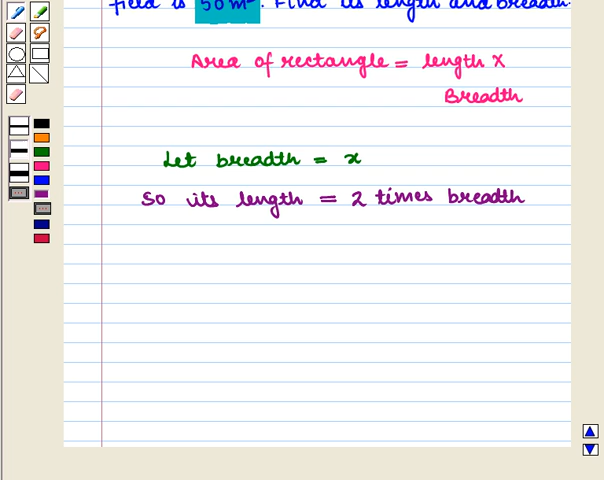 field is 50 m². Find its length and breadth.
Area of rectangle = length ×
Breadth
Let breadth = x
So its length = 2 times breadth